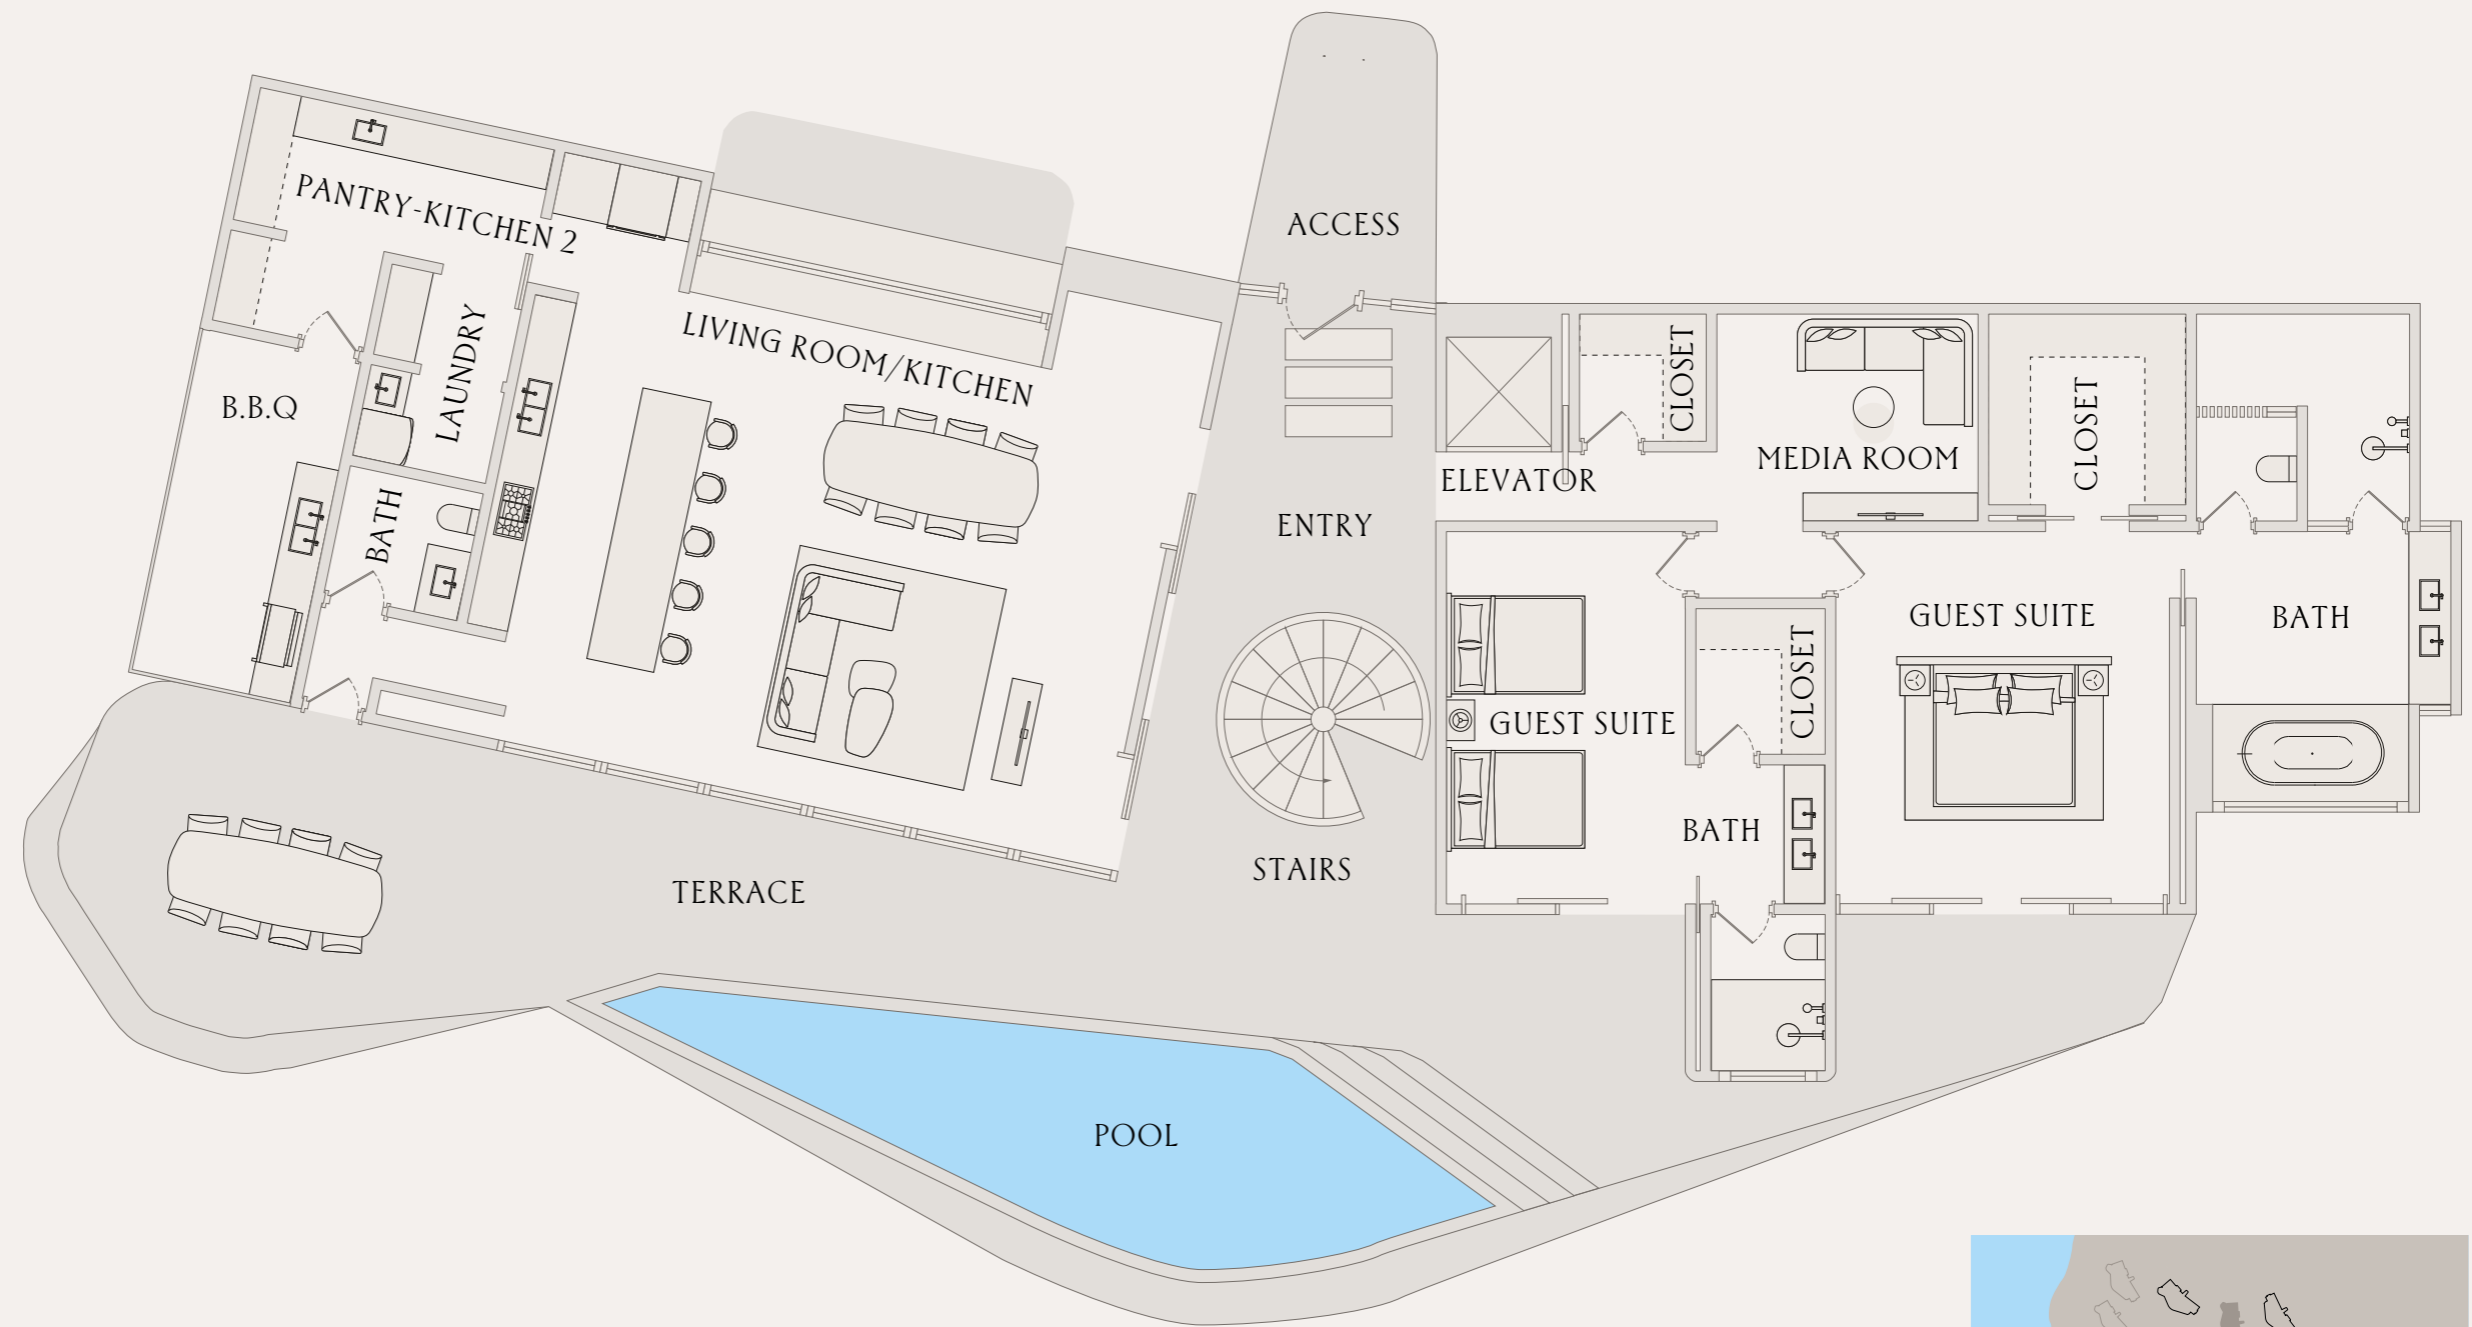 ACCESS
PANTRY-KITCHEN 2
LIVING ROOM/KITCHEN
LAUNDRY
B.B.Q
BATH
ENTRY
ELEVATOR
CLOSET
MEDIA ROOM
CLOSET
GUEST SUITE
BATH
CLOSET
GUEST SUITE
BATH
STAIRS
TERRACE
POOL